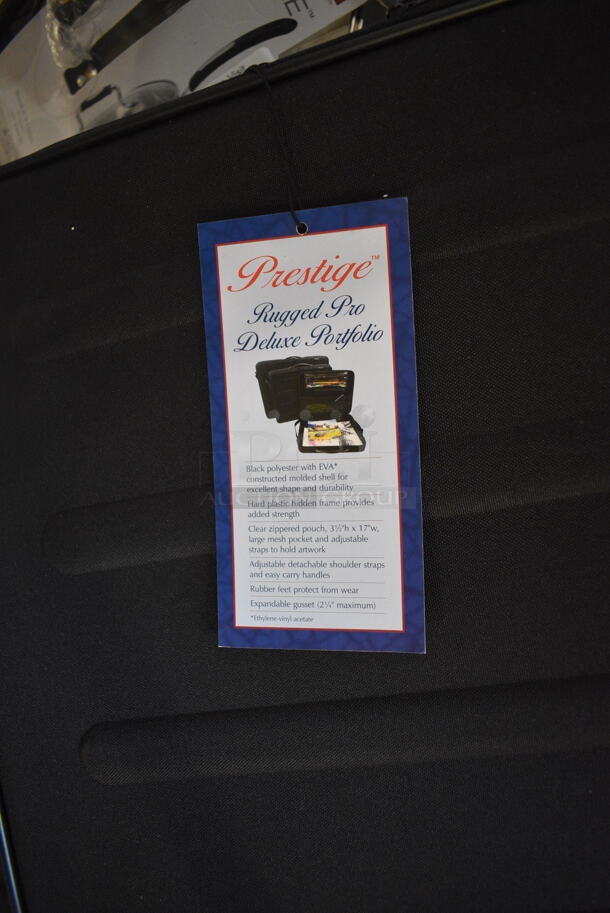 E™
Prestige™
Rugged Pro
Deluxe Portfolio
Black polyester with EVA*
constructed molded shell for
excellent shape and durability
Hard plastic hidden frame provides
added strength
Clear zippered pouch, 3½"h x 17"w,
large mesh pocket and adjustable
straps to hold artwork
Adjustable detachable shoulder straps
and easy carry handles
Rubber feet protect from wear
Expandable gusset (2¼" maximum)
*Ethylene-vinyl acetate
AUCTION GROUP